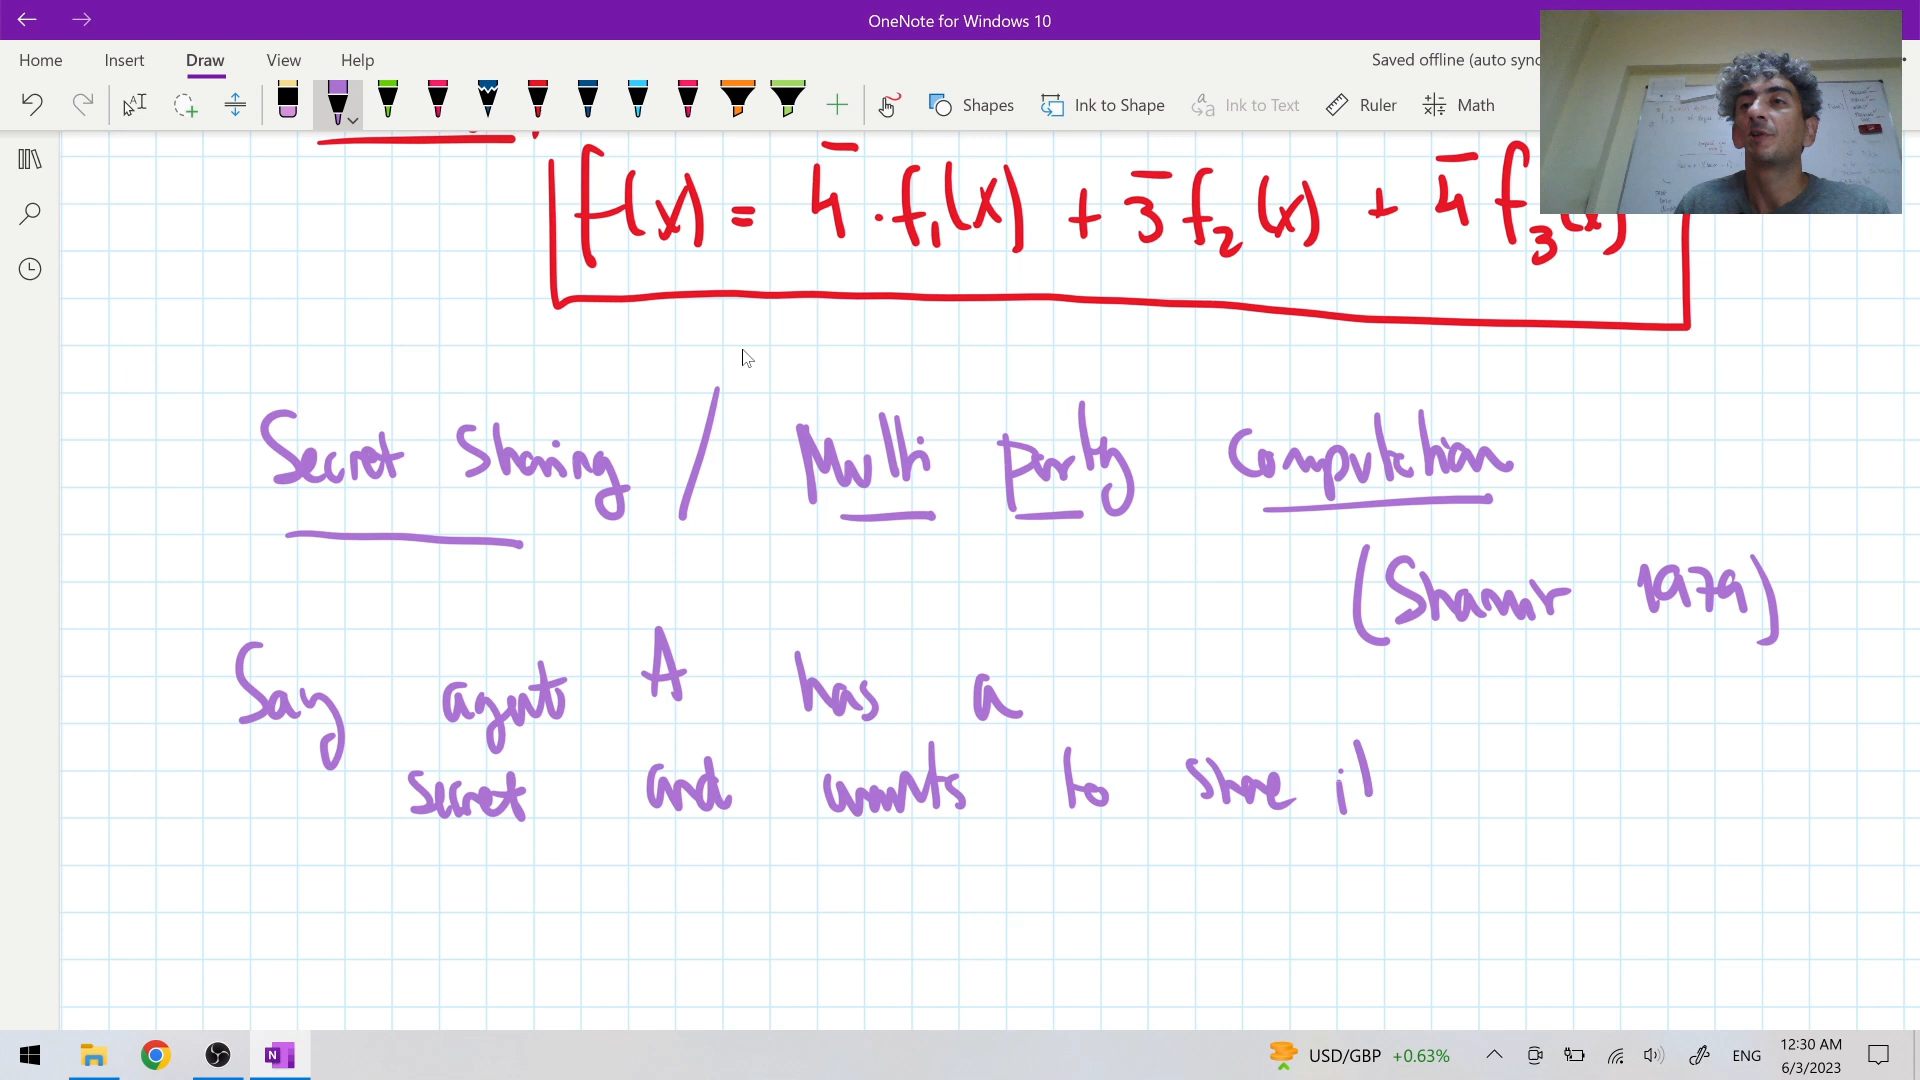 OneNote for Windows 10
Home Insert Draw View Help Saved offline (auto sync
Shapes Ink to Shape Ink to Text Ruler Math
f(x) = 4̅ · f₁(x) + 3̅ f₂(x) + 4̅ f₃(x)
Secret Sharing / Multi party Computation
(Shamir 1979)
Say agent A has a
secret and wants to share it
USD/GBP +0.63% ENG 12:30 AM
6/3/2023